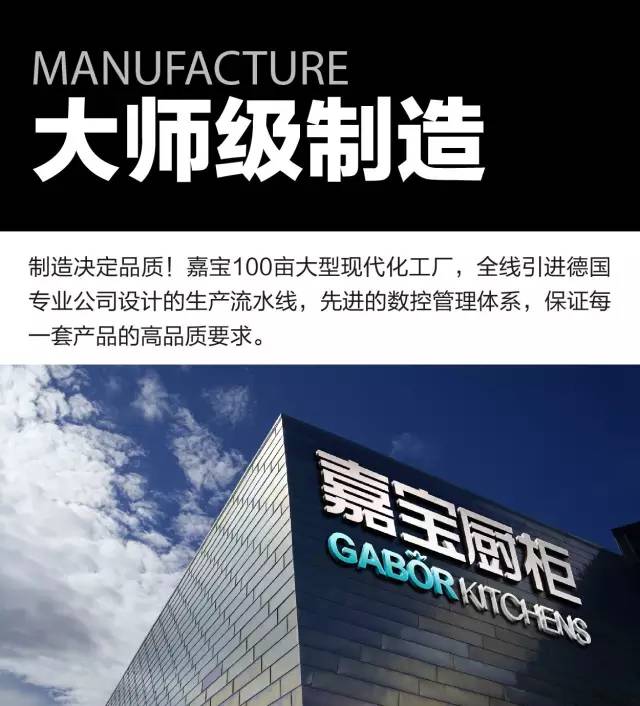 MANUFACTURE
大师级制造
制造决定品质！嘉宝100亩大型现代化工厂，全线引进德国
专业公司设计的生产流水线，先进的数控管理体系，保证每
一套产品的高品质要求。
嘉宝厨柜
GABOR KITCHENS